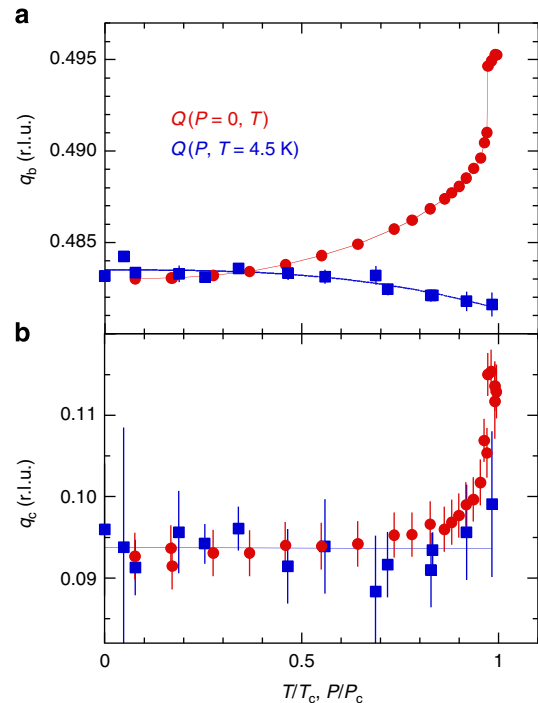 a
0.495
0.490
0.485
q_b (r.l.u.)
Q(P = 0, T)
Q(P, T = 4.5 K)
b
0.11
0.10
0.09
q_c (r.l.u.)
0
0.5
1
T/T_c, P/P_c